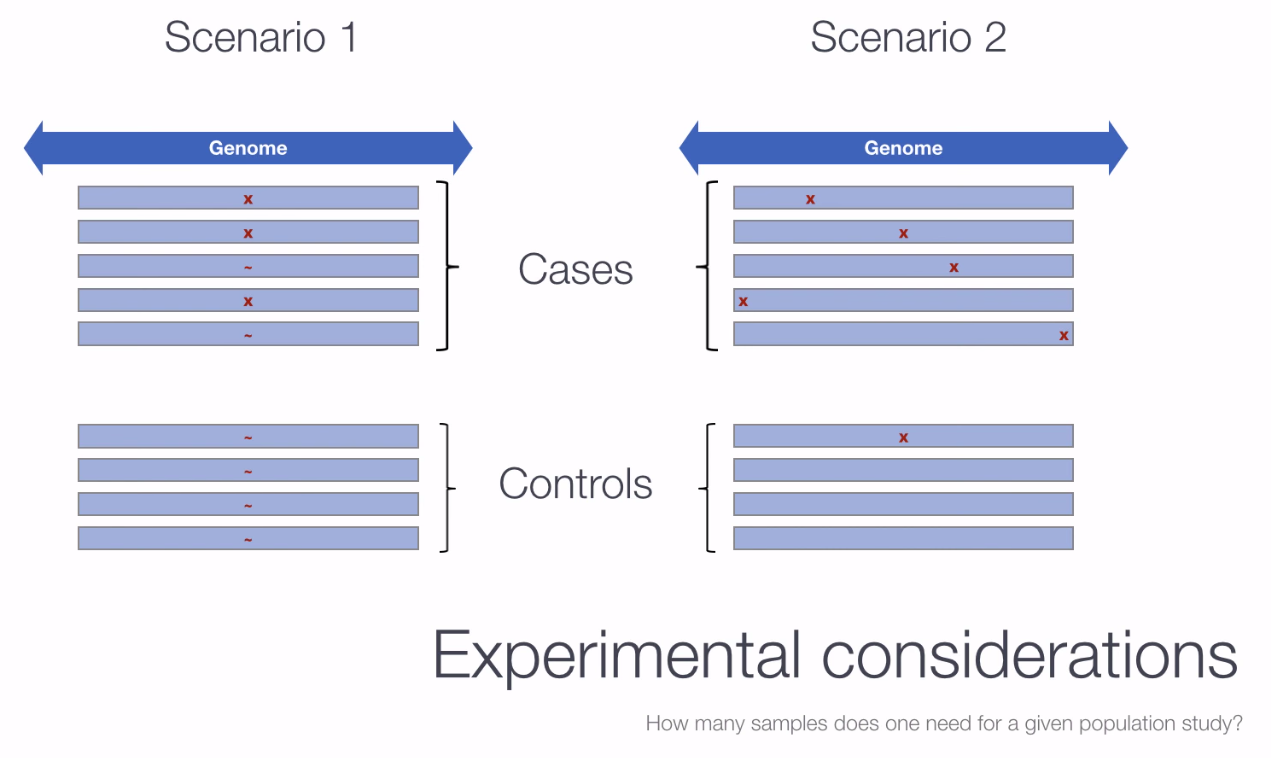 Scenario 1
Scenario 2
Genome
Genome
x
x
x
x
~
x
x
x
~
x
Cases
~
x
~
~
~
Controls
Experimental considerations
How many samples does one need for a given population study?